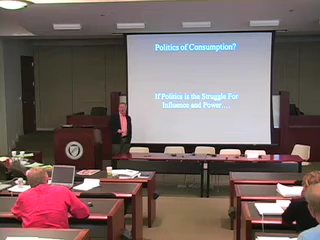 Politics of Consumption?
If Politics is the Struggle For
Influence and Power…